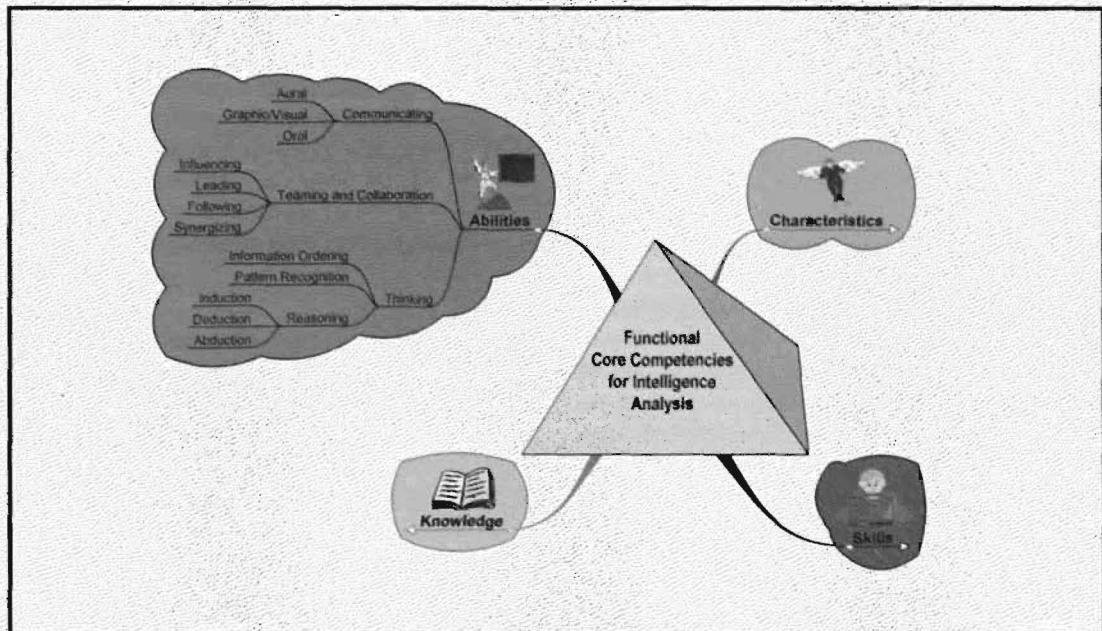 Aural
Graphic/Visual
Oral
Communicating
Influencing
Leading
Following
Synergizing
Teaming and Collaboration
Information Ordering
Pattern Recognition
Induction
Deduction
Abduction
Reasoning
Thinking
Abilities
Characteristics
Functional
Core Competencies
for Intelligence
Analysis
Knowledge
Skills